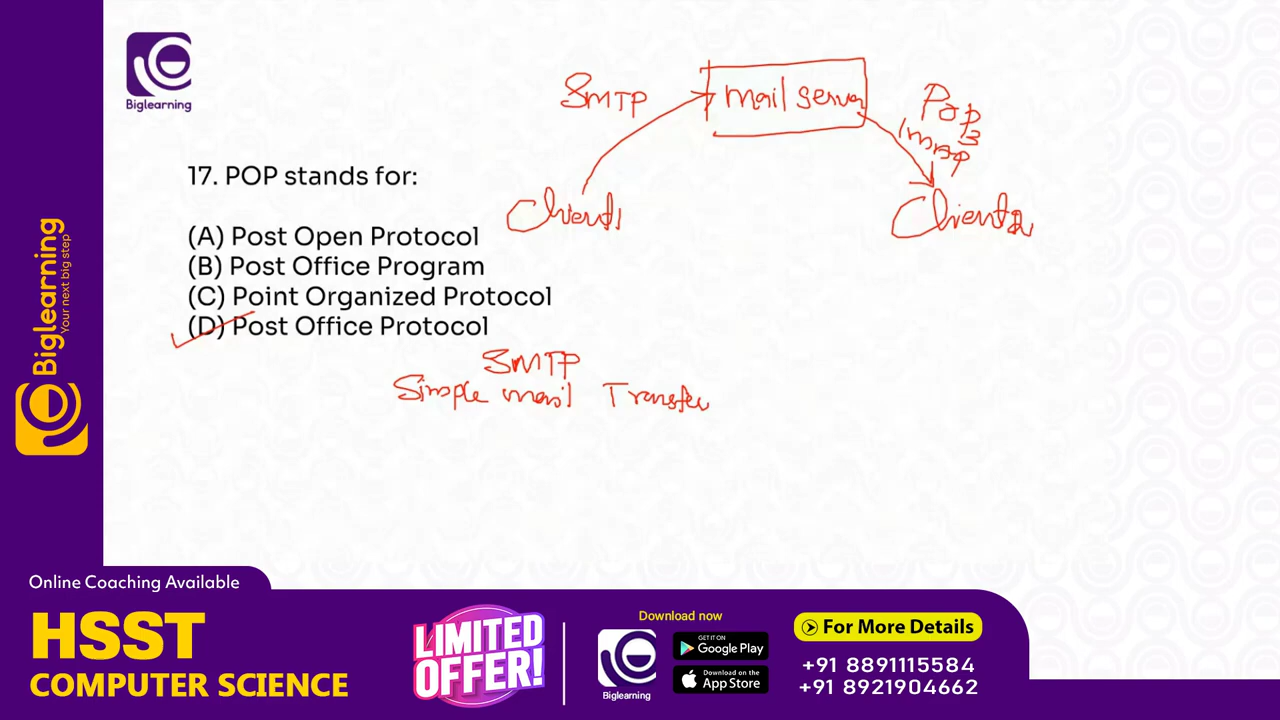 Biglearning
SMTP
mail server
POP3
IMAP
17. POP stands for:
Client1
Client2
(A) Post Open Protocol
(B) Post Office Program
(C) Point Organized Protocol
(D) Post Office Protocol
SMTP
Simple mail Transfer
Biglearning
Your next big step
Online Coaching Available
HSST
COMPUTER SCIENCE
LIMITED
OFFER!
Download now
Biglearning
GET IT ON
Google Play
Download on the
App Store
For More Details
+91 8891115584
+91 8921904662